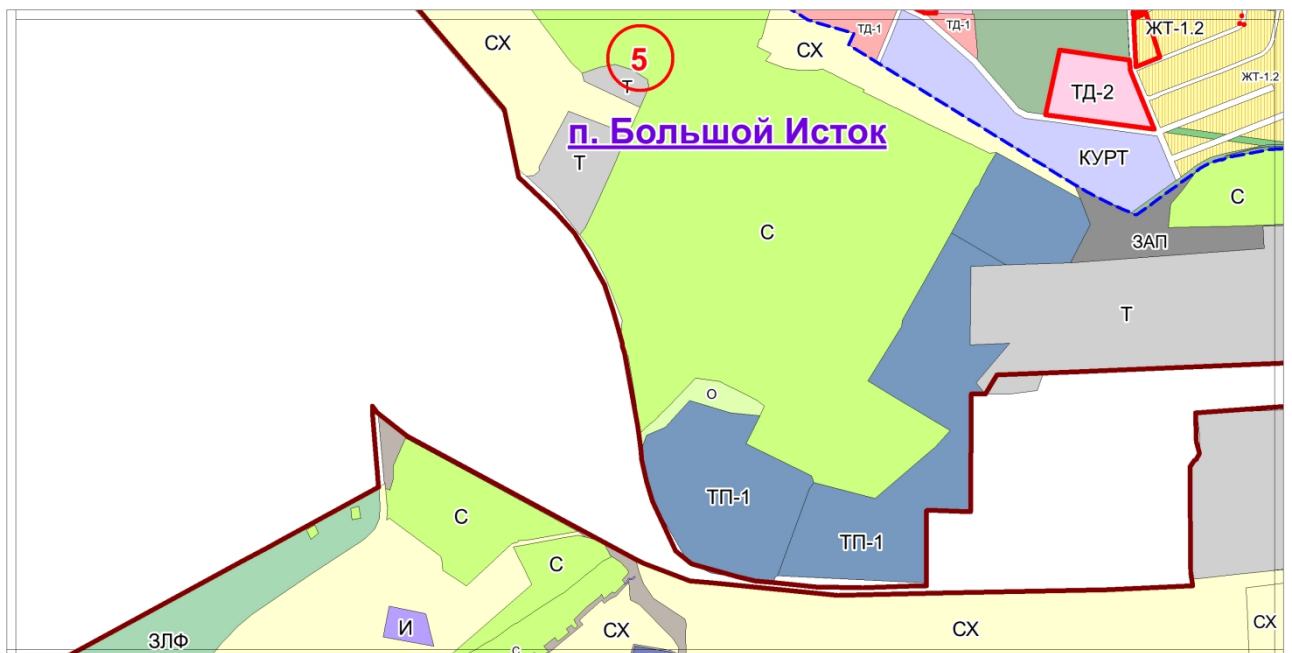 ТД-1
ТД-1
ЖТ-1.2
СХ
5
СХ
ЖТ-1.2
Т
ТД-2
п. Большой Исток
Т
КУРТ
С
С
ЗАП
Т
О
ТП-1
С
ТП-1
С
И
СХ
СХ
СХ
ЗЛФ
С